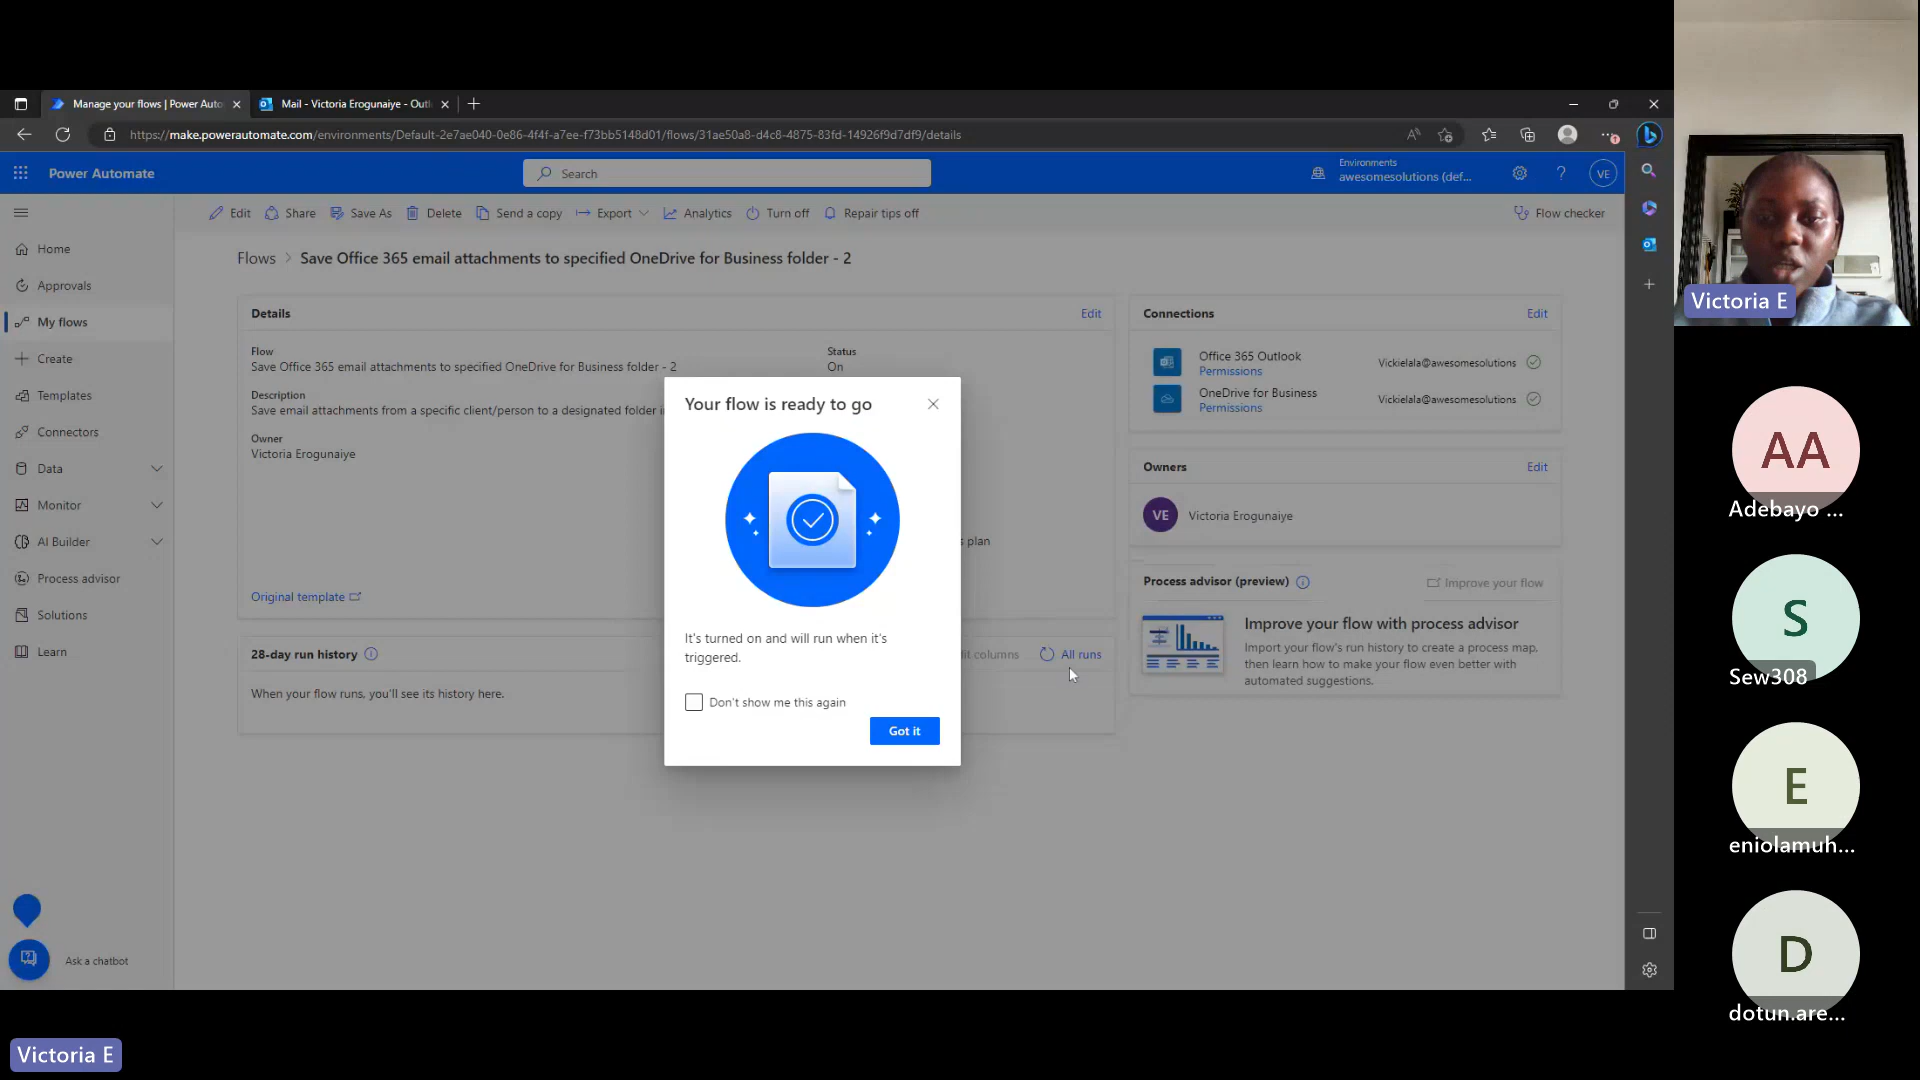 Manage your flows | Power Auto
Mail - Victoria Erogunaiye - Outl
https://make.powerautomate.com/environments/Default-2e7ae040-0e86-4f4f-a7ee-f73bb5148d01/flows/31ae50a8-d4c8-4875-83fd-14926f9d7df9/details
Power Automate
Search
Environments
awesomesolutions (def...
VE
Edit
Share
Save As
Delete
Send a copy
Export
Analytics
Turn off
Repair tips off
Flow checker
Home
Approvals
My flows
Create
Templates
Connectors
Data
Monitor
AI Builder
Process advisor
Solutions
Learn
Ask a chatbot
Flows > Save Office 365 email attachments to specified OneDrive for Business folder - 2
Details
Edit
Flow
Save Office 365 email attachments to specified OneDrive for Business folder - 2
Description
Save email attachments from a specific client/person to a designated folder i
Owner
Victoria Erogunaiye
Status
On
s plan
Original template
28-day run history
fit columns
All runs
When your flow runs, you'll see its history here.
Your flow is ready to go
It's turned on and will run when it's
triggered.
Don't show me this again
Got it
Connections
Edit
Office 365 Outlook
Permissions
Vickielala@awesomesolutions
OneDrive for Business
Permissions
Vickielala@awesomesolutions
Owners
Edit
VE
Victoria Erogunaiye
Process advisor (preview)
Improve your flow
Improve your flow with process advisor
Import your flow's run history to create a process map,
then learn how to make your flow even better with
automated suggestions.
Victoria E
AA
Adebayo ...
S
Sew308
E
eniolamuh...
D
dotun.are...
Victoria E